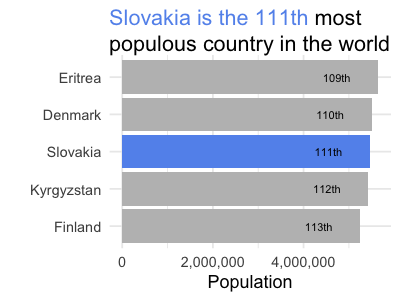 Slovakia is the 111th most
populous country in the world
Eritrea 109th
Denmark 110th
Slovakia 111th
Kyrgyzstan 112th
Finland 113th
0 2,000,000 4,000,000
Population